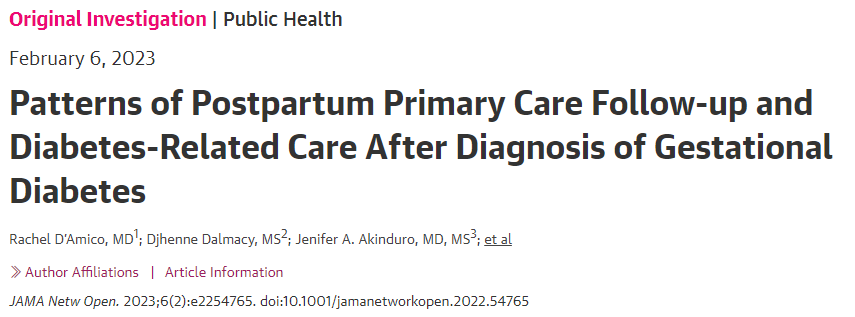 Original Investigation | Public Health
February 6, 2023
Patterns of Postpartum Primary Care Follow-up and
Diabetes-Related Care After Diagnosis of Gestational
Diabetes
Rachel D’Amico, MD1; Djhenne Dalmacy, MS2; Jenifer A. Akinduro, MD, MS3; et al
» Author Affiliations | Article Information
JAMA Netw Open. 2023;6(2):e2254765. doi:10.1001/jamanetworkopen.2022.54765